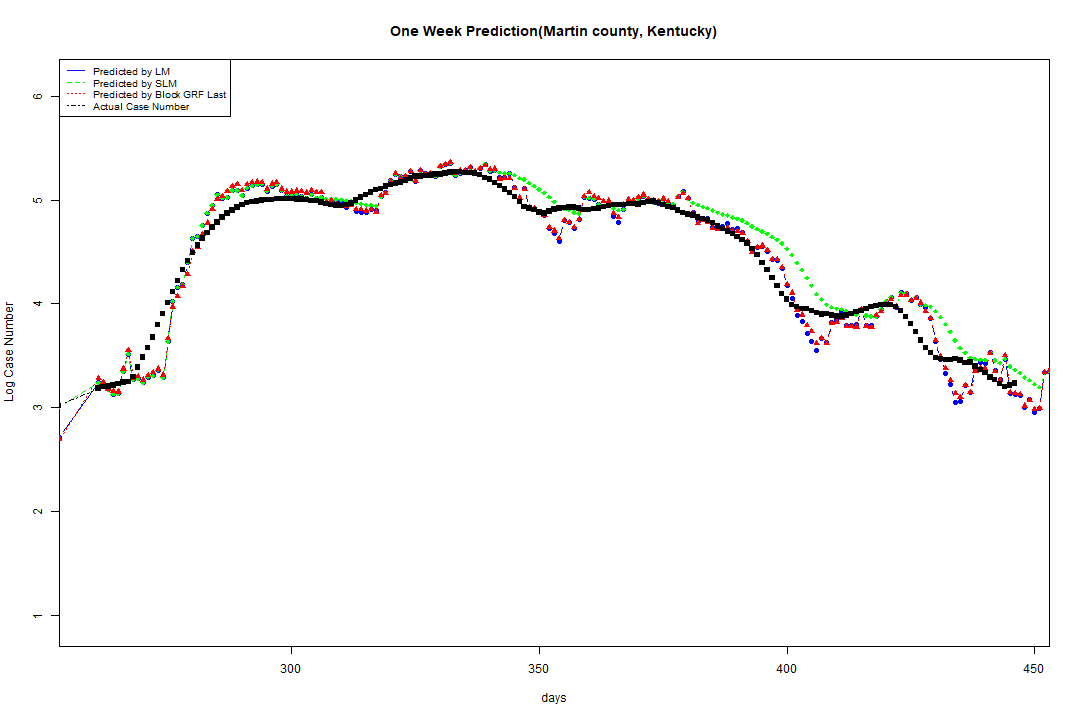 One Week Prediction(Martin county, Kentucky)
Predicted by LM
Predicted by SLM
Predicted by Block GRF Last
Actual Case Number
Log Case Number
6
5
4
3
2
1
300 350 400 450
days